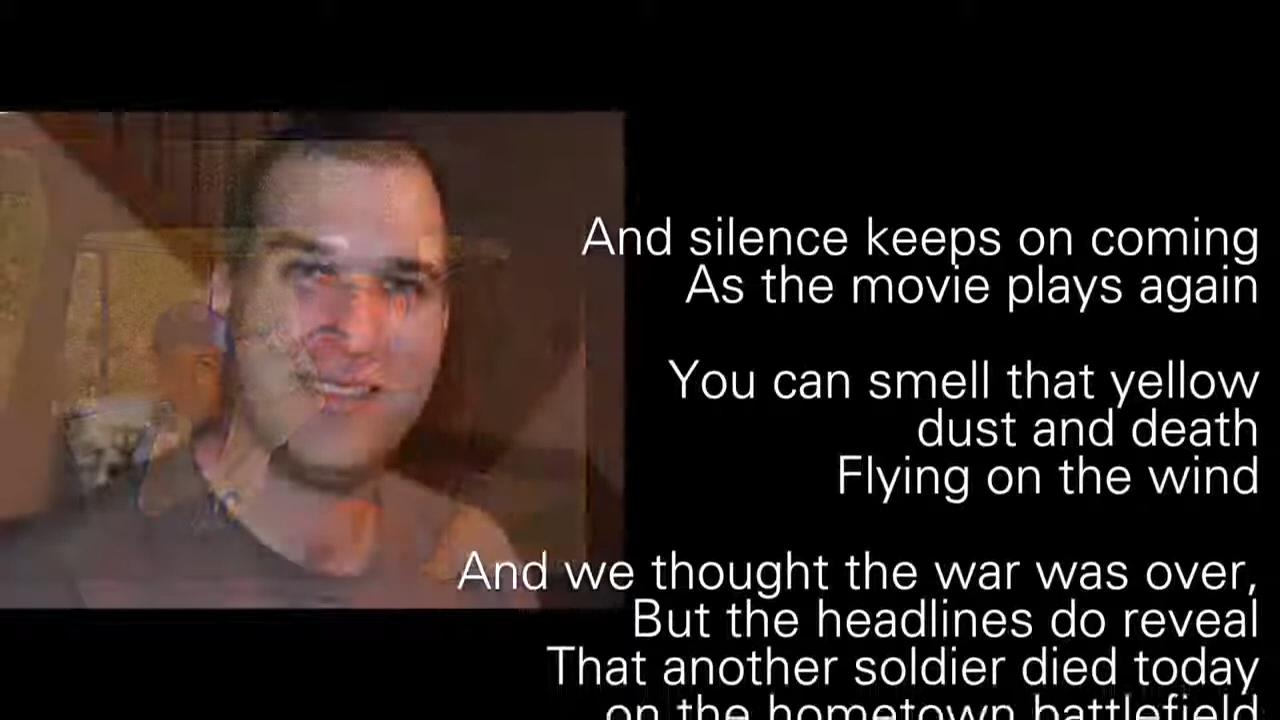 And silence keeps on coming
As the movie plays again
You can smell that yellow
dust and death
Flying on the wind
And we thought the war was over,
But the headlines do reveal
That another soldier died today
on the hometown battlefield